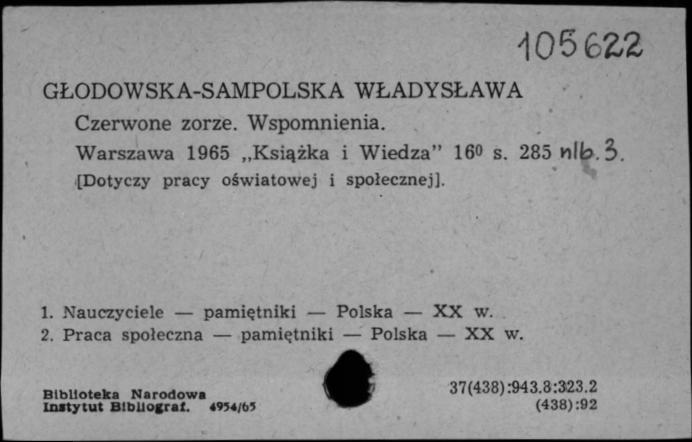 105622
GŁODOWSKA-SAMPOLSKA WŁADYSŁAWA
Czerwone zorze. Wspomnienia.
Warszawa 1965 „Książka i Wiedza” 16⁰ s. 285 nlb. 3.
[Dotyczy pracy oświatowej i społecznej].
1. Nauczyciele — pamiętniki — Polska — XX w.
2. Praca społeczna — pamiętniki — Polska — XX w.
Biblioteka Narodowa
Instytut Bibliograf. 4954/65
37(438):943.8:323.2
(438):92